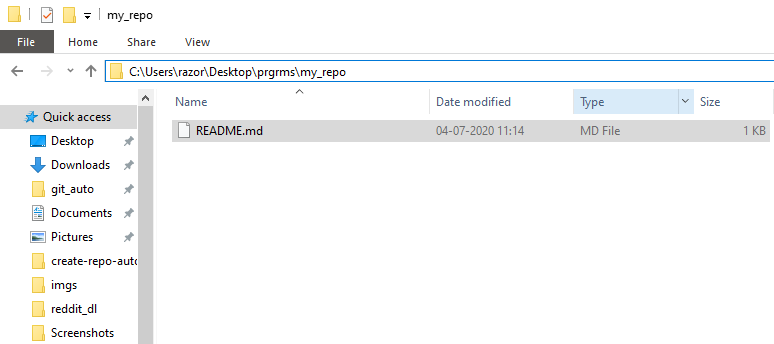 my_repo
File Home Share View
C:\Users\razor\Desktop\prgrms\my_repo
Name Date modified Type Size
README.md 04-07-2020 11:14 MD File 1 KB
Quick access
Desktop
Downloads
git_auto
Documents
Pictures
create-repo-auto
imgs
reddit_dl
Screenshots